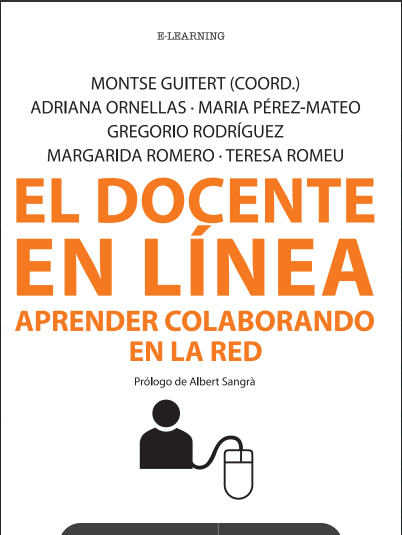 E-LEARNING
MONTSE GUITERT (COORD.)
ADRIANA ORNELLAS · MARIA PÉREZ-MATEO
GREGORIO RODRÍGUEZ
MARGARIDA ROMERO · TERESA ROMEU
EL DOCENTE
EN LÍNEA
APRENDER COLABORANDO
EN LA RED
Prólogo de Albert Sangrà